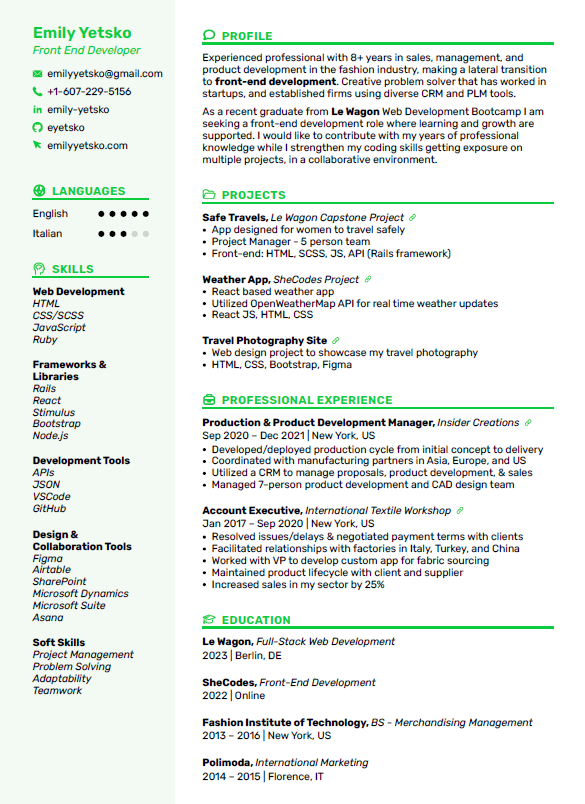 Emily Yetsko
Front End Developer
emilyyetsko@gmail.com
+1-607-229-5156
emily-yetsko
eyetsko
emilyyetsko.com
LANGUAGES
English
Italian
SKILLS
Web Development
HTML
CSS/SCSS
JavaScript
Ruby
Frameworks &
Libraries
Rails
React
Stimulus
Bootstrap
Node.js
Development Tools
APIs
JSON
VSCode
GitHub
Design &
Collaboration Tools
Figma
Airtable
SharePoint
Microsoft Dynamics
Microsoft Suite
Asana
Soft Skills
Project Management
Problem Solving
Adaptability
Teamwork
PROFILE
Experienced professional with 8+ years in sales, management, and
product development in the fashion industry, making a lateral transition
to front-end development. Creative problem solver that has worked in
startups, and established firms using diverse CRM and PLM tools.
As a recent graduate from Le Wagon Web Development Bootcamp I am
seeking a front-end development role where learning and growth are
supported. I would like to contribute with my years of professional
knowledge while I strengthen my coding skills getting exposure on
multiple projects, in a collaborative environment.
PROJECTS
Safe Travels, Le Wagon Capstone Project
• App designed for women to travel safely
• Project Manager - 5 person team
• Front-end: HTML, SCSS, JS, API (Rails framework)
Weather App, SheCodes Project
• React based weather app
• Utilized OpenWeatherMap API for real time weather updates
• React JS, HTML, CSS
Travel Photography Site
• Web design project to showcase my travel photography
• HTML, CSS, Bootstrap, Figma
PROFESSIONAL EXPERIENCE
Production & Product Development Manager, Insider Creations
Sep 2020 – Dec 2021 | New York, US
• Developed/deployed production cycle from initial concept to delivery
• Coordinated with manufacturing partners in Asia, Europe, and US
• Utilized a CRM to manage proposals, product development, & sales
• Managed 7-person product development and CAD design team
Account Executive, International Textile Workshop
Jan 2017 – Sep 2020 | New York, US
• Resolved issues/delays & negotiated payment terms with clients
• Facilitated relationships with factories in Italy, Turkey, and China
• Worked with VP to develop custom app for fabric sourcing
• Maintained product lifecycle with client and supplier
• Increased sales in my sector by 25%
EDUCATION
Le Wagon, Full-Stack Web Development
2023 | Berlin, DE
SheCodes, Front-End Development
2022 | Online
Fashion Institute of Technology, BS - Merchandising Management
2013 – 2016 | New York, US
Polimoda, International Marketing
2014 – 2015 | Florence, IT